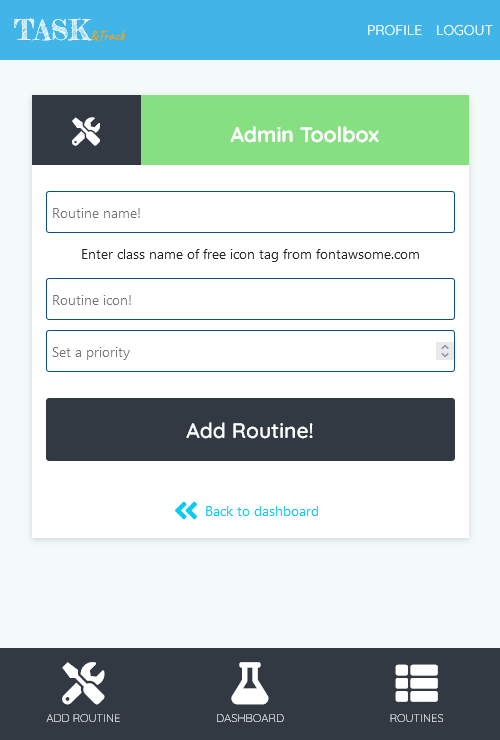 TASK
PROFILE LOGOUT
Admin Toolbox
Routine name!
Enter class name of free icon tag from fontawsome.com
Routine icon!
Set a priority
Add Routine!
Back to dashboard
ADD ROUTINE DASHBOARD ROUTINES